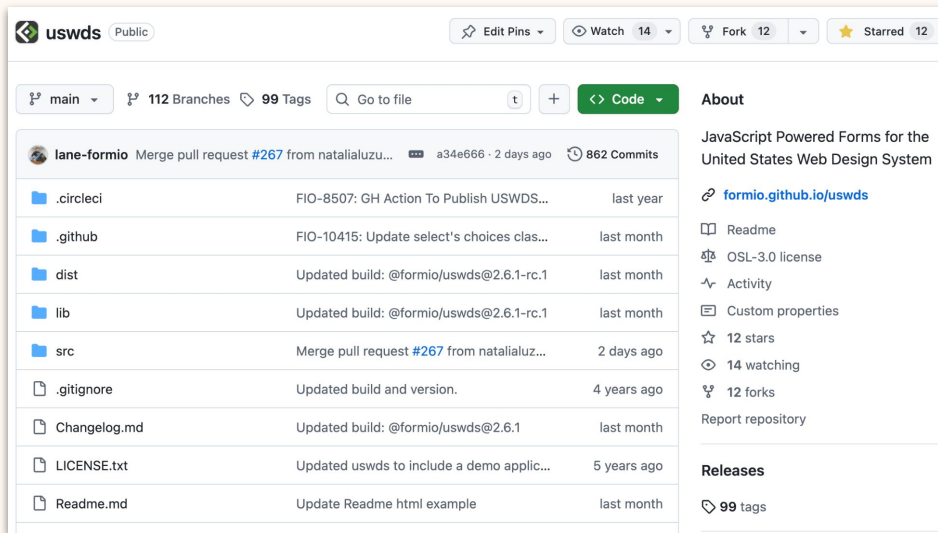 uswds Public
Edit Pins Watch 14 Fork 12 Starred 12
main 112 Branches 99 Tags Go to file t Code
lane-formio Merge pull request #267 from natalialuzu... a34e666 · 2 days ago 862 Commits
.circleci FIO-8507: GH Action To Publish USWDS... last year
.github FIO-10415: Update select's choices clas... last month
dist Updated build: @formio/uswds@2.6.1-rc.1 last month
lib Updated build: @formio/uswds@2.6.1-rc.1 last month
src Merge pull request #267 from natalialuz... 2 days ago
.gitignore Updated build and version. 4 years ago
Changelog.md Updated build: @formio/uswds@2.6.1 last month
LICENSE.txt Updated uswds to include a demo applic... 5 years ago
Readme.md Update Readme html example last month
About
JavaScript Powered Forms for the
United States Web Design System
formio.github.io/uswds
Readme
OSL-3.0 license
Activity
Custom properties
12 stars
14 watching
12 forks
Report repository
Releases
99 tags